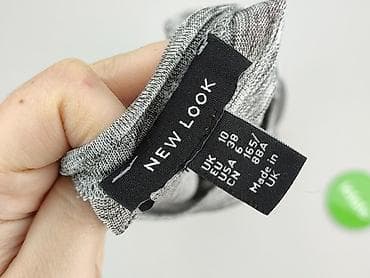 NEW LOOK
UK 10
EU 38
USA 6
CN 165/
88A
Made in
UK